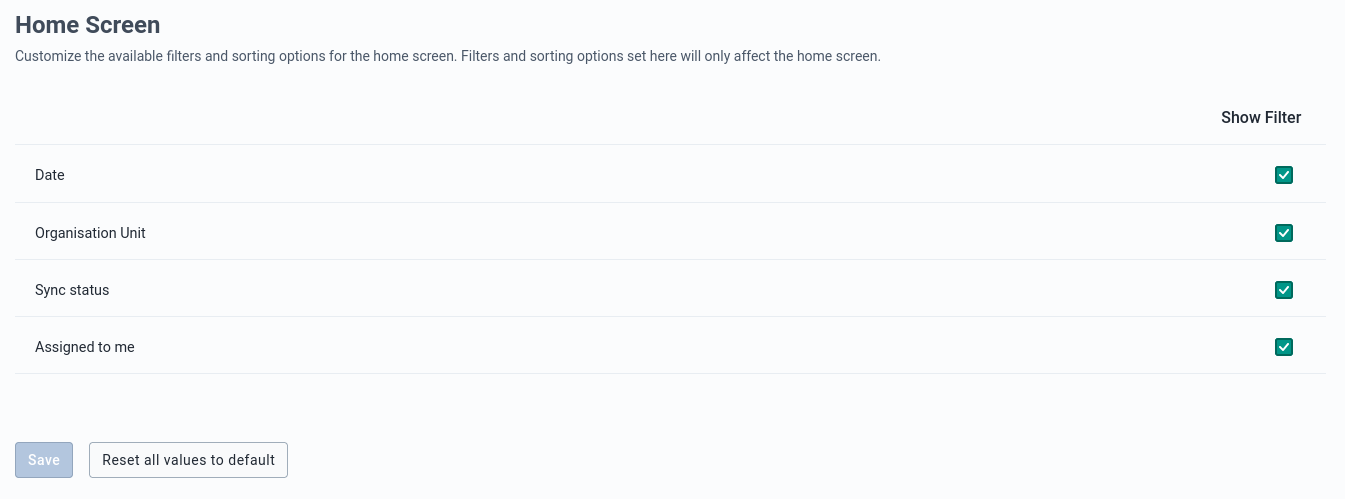 Home Screen
Customize the available filters and sorting options for the home screen. Filters and sorting options set here will only affect the home screen.
Show Filter
Date
Organisation Unit
Sync status
Assigned to me
Save
Reset all values to default